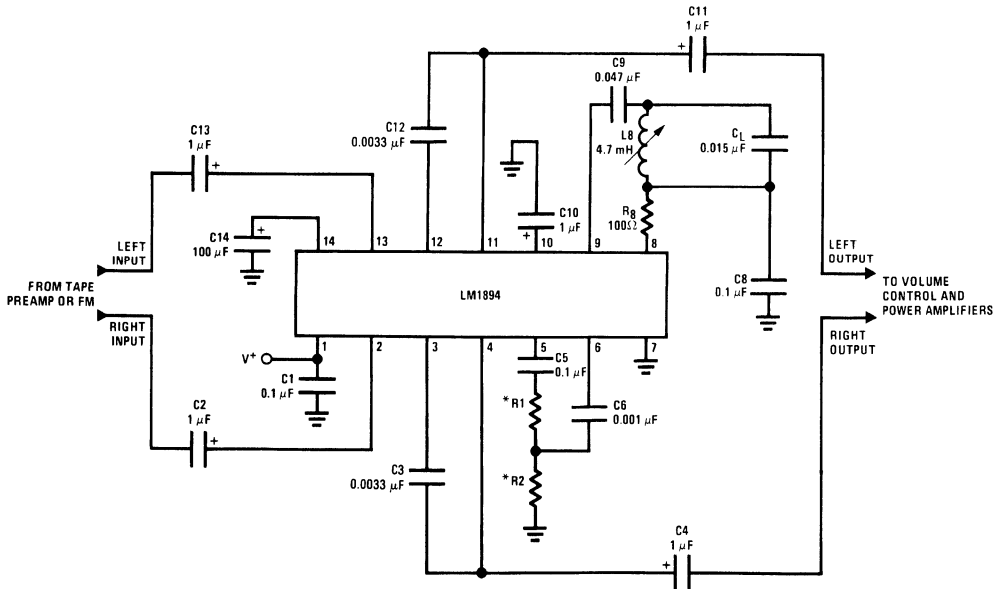 C11
1 μF
+
C9
0.047 μF
C12
0.0033 μF
L8
4.7 mH
CL
0.015 μF
C13
1 μF
+
C10
1 μF
+
R8
100Ω
C14
100 μF
+
14
13
12
11
10
9
8
LEFT
INPUT
LEFT
OUTPUT
C8
0.1 μF
FROM TAPE
PREAMP OR FM
LM1894
TO VOLUME
CONTROL AND
POWER AMPLIFIERS
RIGHT
INPUT
RIGHT
OUTPUT
1
2
3
4
5
6
7
V+
C1
0.1 μF
C5
0.1 μF
*R1
C6
0.001 μF
C2
1 μF
+
C3
0.0033 μF
*R2
C4
1 μF
+